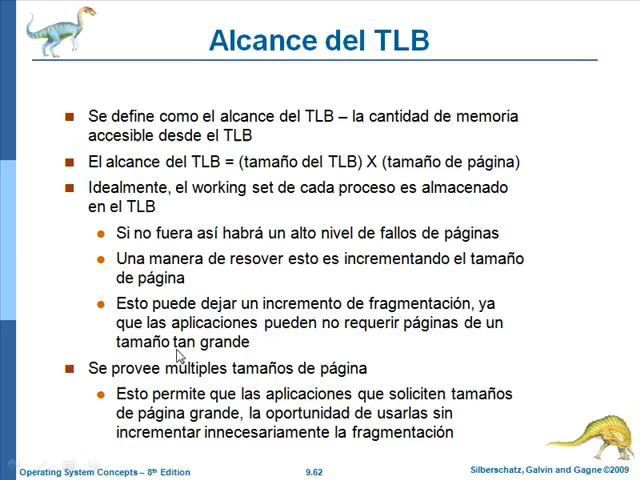 Alcance del TLB
Se define como el alcance del TLB – la cantidad de memoria
accesible desde el TLB
El alcance del TLB = (tamaño del TLB) X (tamaño de página)
Idealmente, el working set de cada proceso es almacenado
en el TLB
Si no fuera así habrá un alto nivel de fallos de páginas
Una manera de resover esto es incrementando el tamaño
de página
Esto puede dejar un incremento de fragmentación, ya
que las aplicaciones pueden no requerir páginas de un
tamaño tan grande
Se provee múltiples tamaños de página
Esto permite que las aplicaciones que soliciten tamaños
de página grande, la oportunidad de usarlas sin
incrementar innecesariamente la fragmentación
Operating System Concepts – 8th Edition
9.62
Silberschatz, Galvin and Gagne ©2009